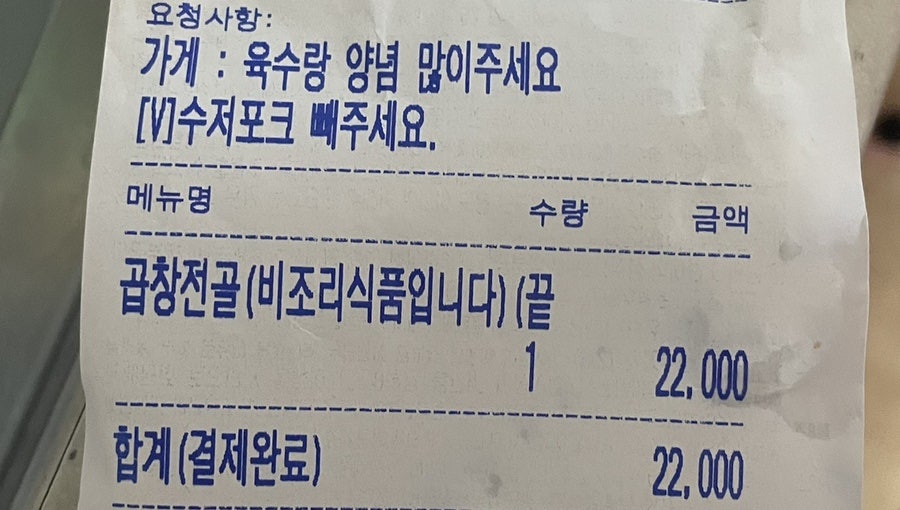 요청사항:
가게 : 육수랑 양념 많이주세요
[V]수저포크 빼주세요.
메뉴명 수량 금액
곱창전골(비조리식품입니다)(끝
1 22,000
합계(결제완료) 22,000